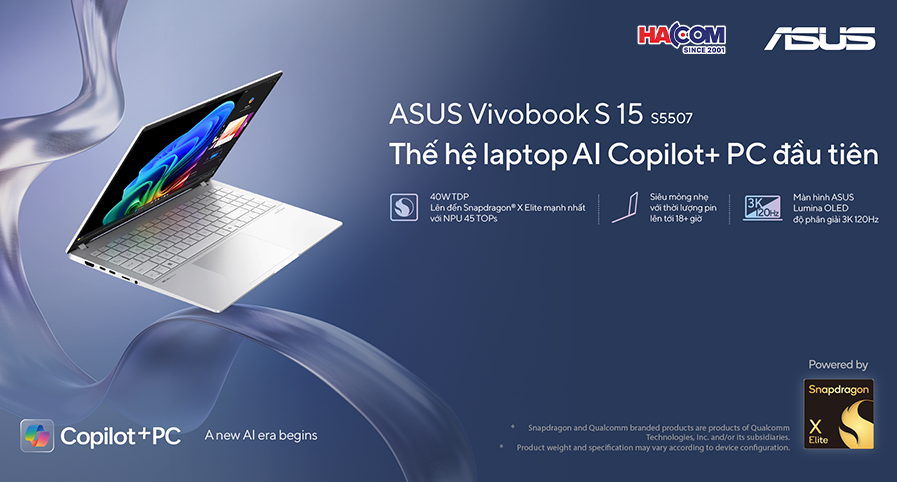 HACOM
SINCE 2001
ASUS
ASUS Vivobook S 15 S5507
Thế hệ laptop AI Copilot+ PC đầu tiên
40W TDP
Lên đến Snapdragon® X Elite mạnh nhất
với NPU 45 TOPs
Siêu mỏng nhẹ
với thời lượng pin
lên tới 18+ giờ
3K
120Hz
Màn hình ASUS
Lumina OLED
độ phân giải 3K 120Hz
Powered by
Snapdragon
X
Elite
Copilot+PC
A new AI era begins
* Snapdragon and Qualcomm branded products are products of Qualcomm
Technologies, Inc. and/or its subsidiaries.
* Product weight and specification may vary according to device configuration.